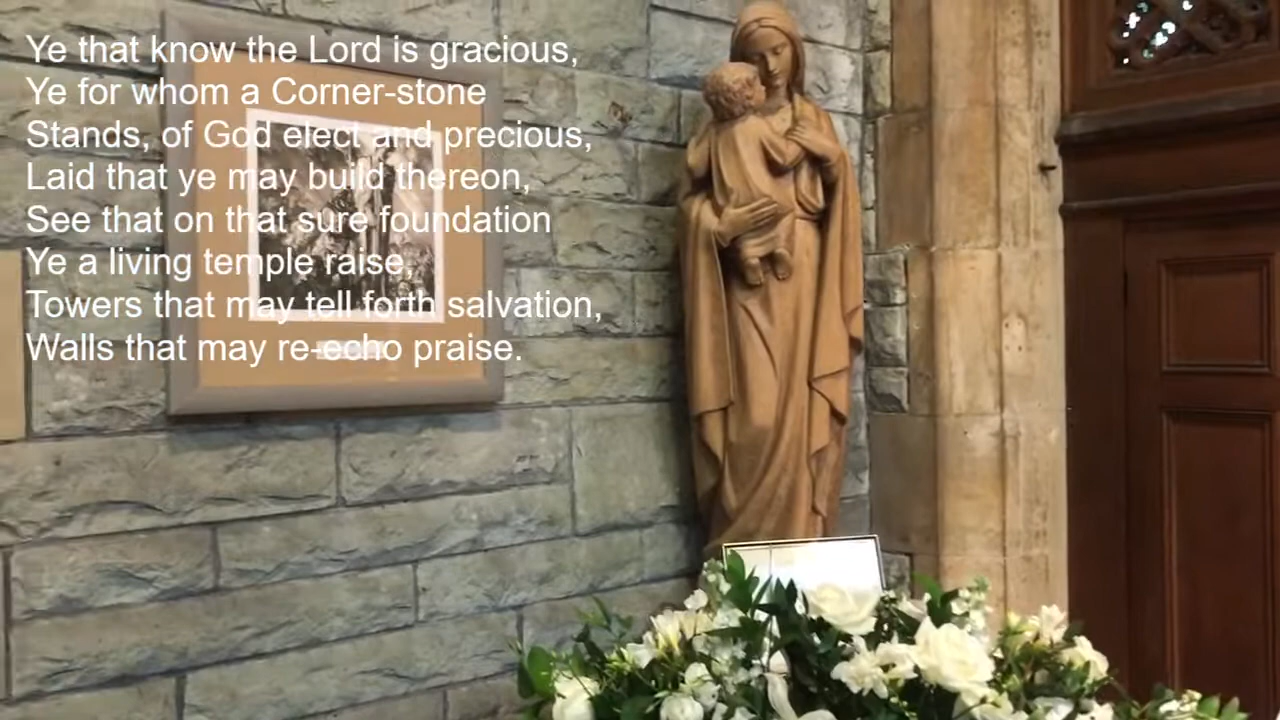 Ye that know the Lord is gracious,
Ye for whom a Corner-stone
Stands, of God elect and precious,
Laid that ye may build thereon,
See that on that sure foundation
Ye a living temple raise,
Towers that may tell forth salvation,
Walls that may re-echo praise.